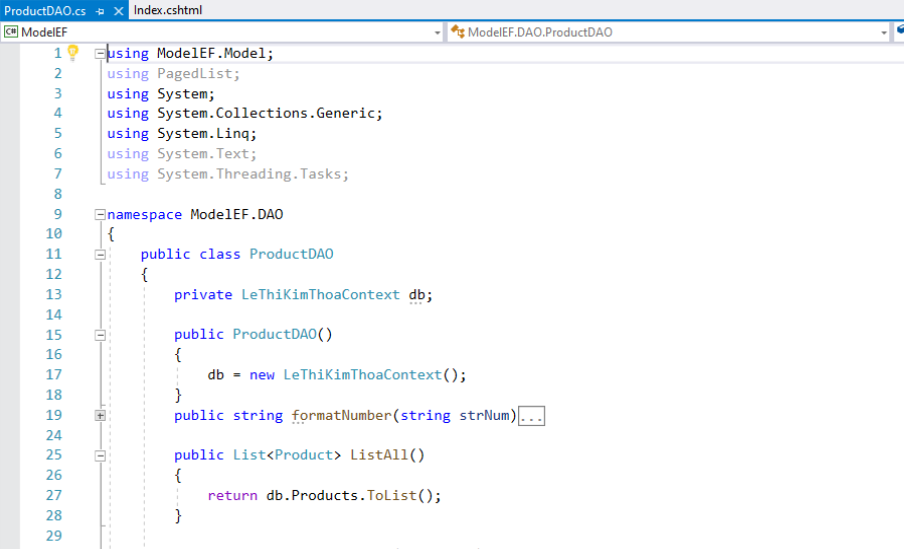 ProductDAO.cs Index.cshtml
C# ModelEF ModelEF.DAO.ProductDAO
1 using ModelEF.Model;
2 using PagedList;
3 using System;
4 using System.Collections.Generic;
5 using System.Linq;
6 using System.Text;
7 using System.Threading.Tasks;
8
9 namespace ModelEF.DAO
10 {
11 public class ProductDAO
12 {
13 private LeThiKimThoaContext db;
14
15 public ProductDAO()
16 {
17 db = new LeThiKimThoaContext();
18 }
19 public string formatNumber(string strNum)...
24
25 public List<Product> ListAll()
26 {
27 return db.Products.ToList();
28 }
29